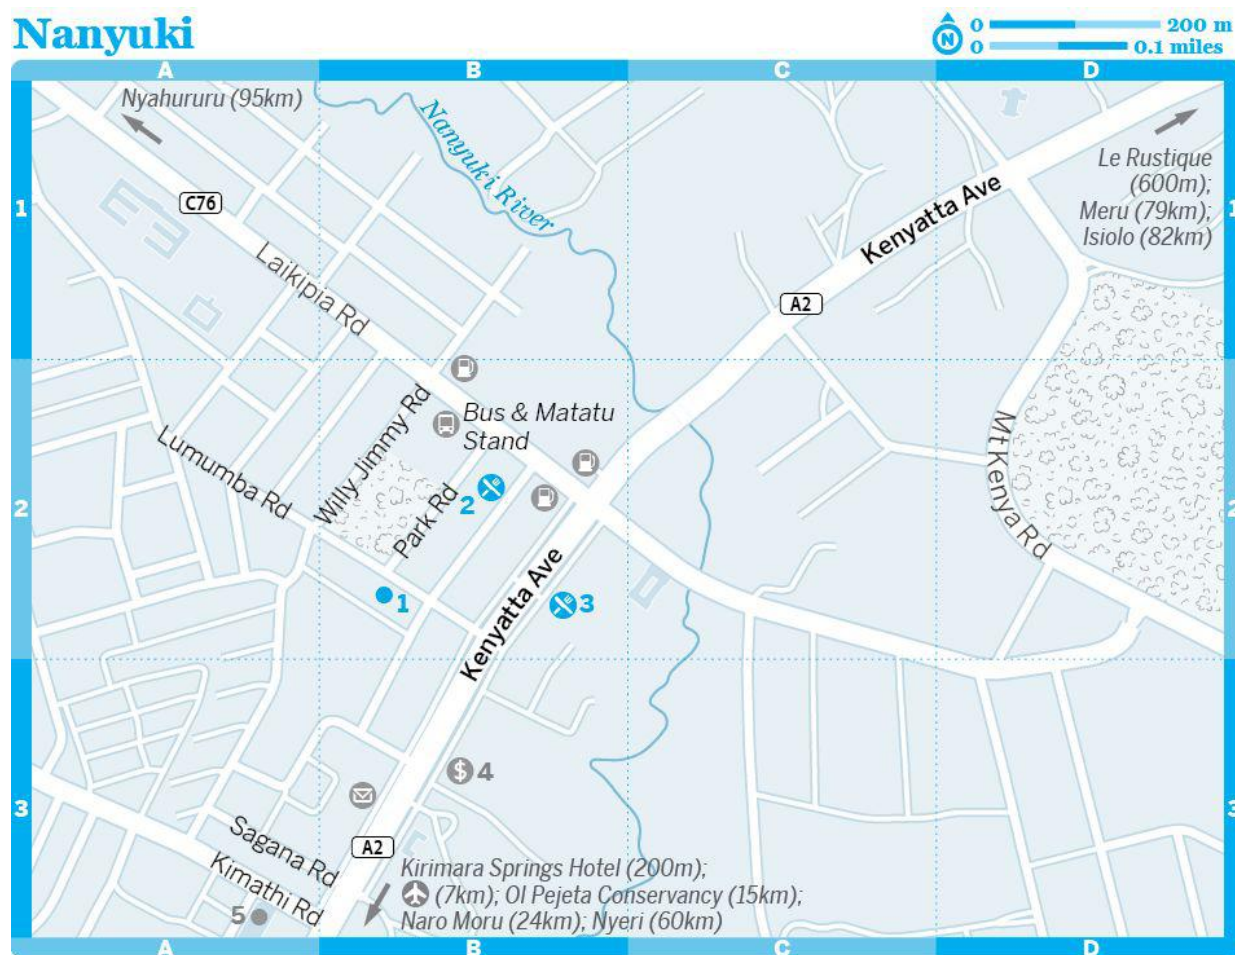 Nanyuki
N
0 200 m
0 0.1 miles
A B C D
Nyahururu (95km)
Nanyuki River
Le Rustique
(600m);
Meru (79km);
Isiolo (82km)
1 1
C76
Kenyatta Ave
Laikipia Rd
A2
Willy Jimmy Rd
Bus & Matatu
Stand
Mt Kenya Rd
Lumumba Rd
2 2
2
Park Rd
Kenyatta Ave
1
3
4
3 3
Sagana Rd
A2
Kimathi Rd
Kirimara Springs Hotel (200m);
(7km); Ol Pejeta Conservancy (15km);
Naro Moru (24km); Nyeri (60km)
5
$
A B C D